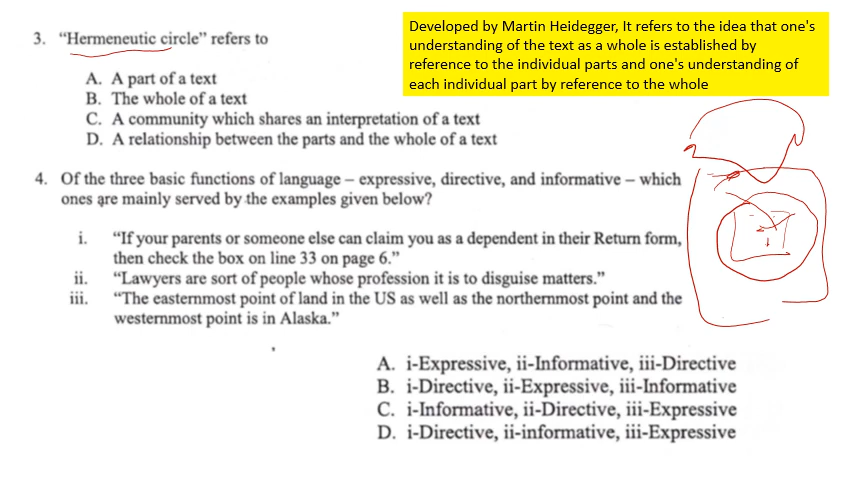 3. “Hermeneutic circle” refers to
A. A part of a text
B. The whole of a text
C. A community which shares an interpretation of a text
D. A relationship between the parts and the whole of a text
Developed by Martin Heidegger, It refers to the idea that one's
understanding of the text as a whole is established by
reference to the individual parts and one's understanding of
each individual part by reference to the whole
4. Of the three basic functions of language – expressive, directive, and informative – which
ones are mainly served by the examples given below?
i. “If your parents or someone else can claim you as a dependent in their Return form,
then check the box on line 33 on page 6.”
ii. “Lawyers are sort of people whose profession it is to disguise matters.”
iii. “The easternmost point of land in the US as well as the northernmost point and the
westernmost point is in Alaska.”
A. i-Expressive, ii-Informative, iii-Directive
B. i-Directive, ii-Expressive, iii-Informative
C. i-Informative, ii-Directive, iii-Expressive
D. i-Directive, ii-informative, iii-Expressive